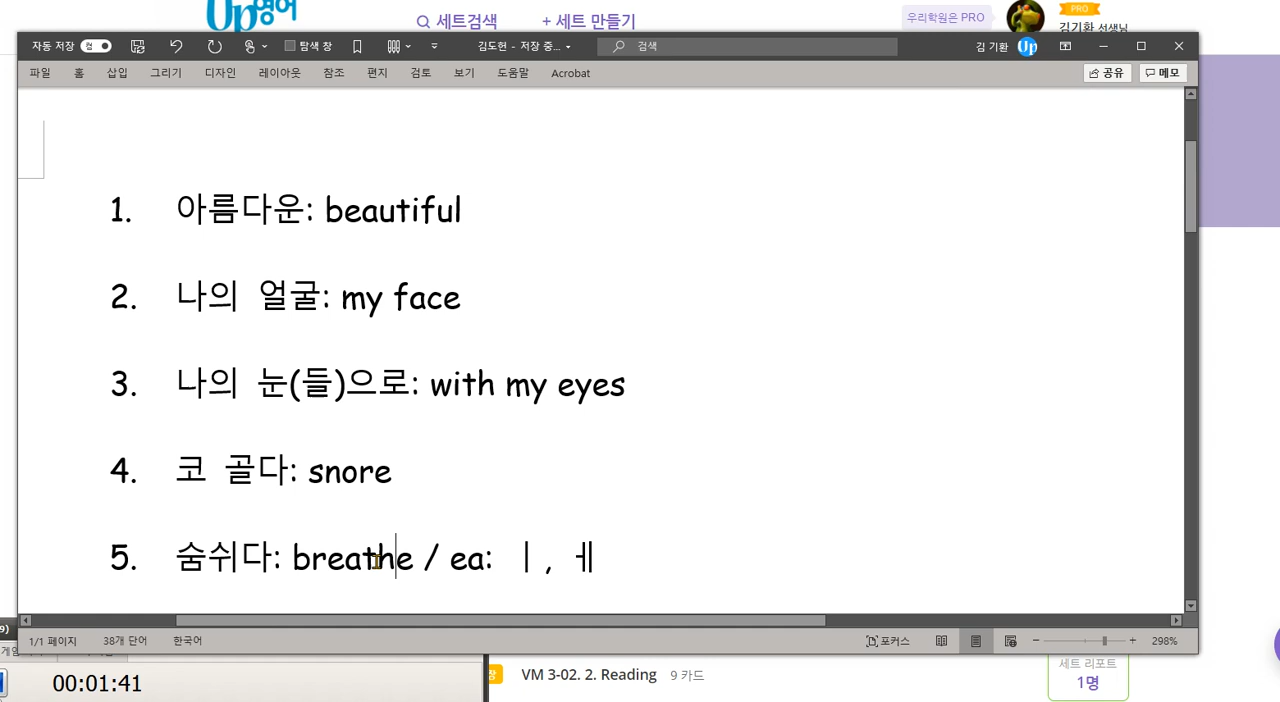 Up영어
세트검색
+ 세트 만들기
우리학원은 PRO
PRO
김기환 선생님
자동 저장
탐색 창
김도현 - 저장 중...
검색
김 기환
Up
파일 홈 삽입 그리기 디자인 레이아웃 참조 편지 검토 보기 도움말 Acrobat
공유
메모
1. 아름다운: beautiful
2. 나의 얼굴: my face
3. 나의 눈(들)으로: with my eyes
4. 코 골다: snore
5. 숨쉬다: breathe / ea: ㅣ, ㅔ
1/1 페이지 38개 단어 한국어
포커스
298%
00:01:41
VM 3-02. 2. Reading 9 카드
세트 리포트
1명